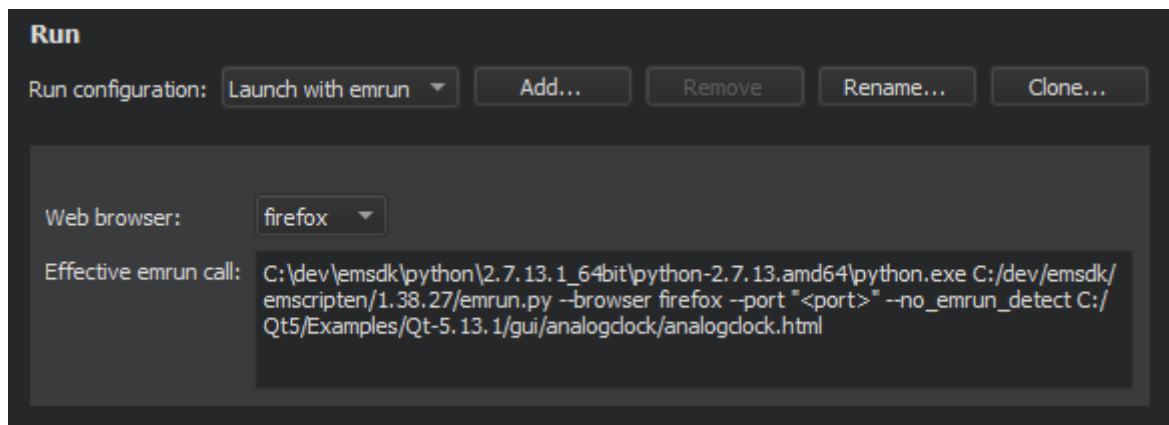 Run
Run configuration: Launch with emrun Add... Remove Rename... Clone...
Web browser: firefox
Effective emrun call: C:\dev\emsdk\python\2.7.13.1_64bit\python-2.7.13.amd64\python.exe C:/dev/emsdk/
emscripten/1.38.27/emrun.py --browser firefox --port "<port>" --no_emrun_detect C:/
Qt5/Examples/Qt-5.13.1/gui/analogclock/analogclock.html